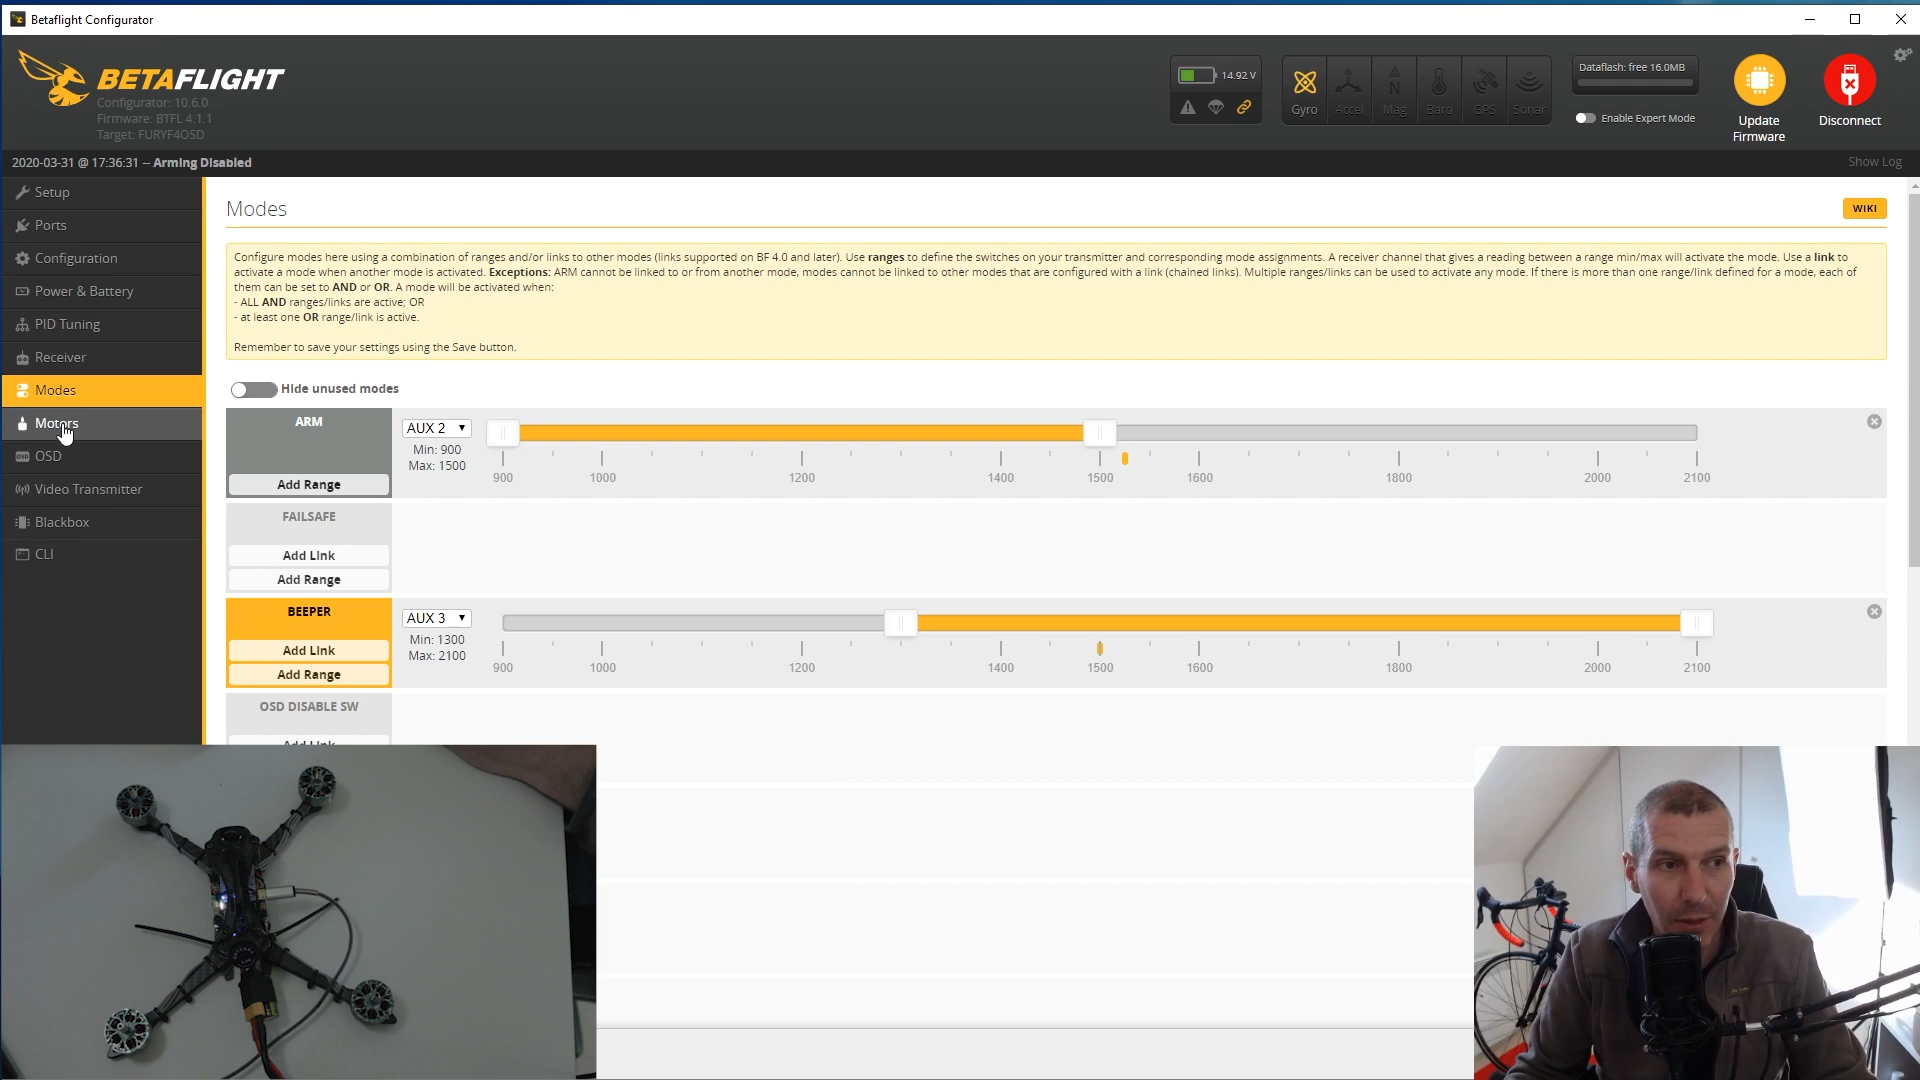 Betaflight Configurator
BETAFLIGHT
Configurator: 10.6.0
Firmware: BTFL 4.1.1
Target: FURYF4OSD
14.92 V
Gyro
Accel
Mag
Baro
GPS
Sonar
Dataflash: free 16.0MB
Enable Expert Mode
Update
Firmware
Disconnect
2020-03-31 @ 17:36:31 -- Arming Disabled
Show Log
Setup
Ports
Configuration
Power & Battery
PID Tuning
Receiver
Modes
Motors
OSD
Video Transmitter
Blackbox
CLI
Modes
WIKI
Configure modes here using a combination of ranges and/or links to other modes (links supported on BF 4.0 and later). Use ranges to define the switches on your transmitter and corresponding mode assignments. A receiver channel that gives a reading between a range min/max will activate the mode. Use a link to
activate a mode when another mode is activated. Exceptions: ARM cannot be linked to or from another mode, modes cannot be linked to other modes that are configured with a link (chained links). Multiple ranges/links can be used to activate any mode. If there is more than one range/link defined for a mode, each of
them can be set to AND or OR. A mode will be activated when:
- ALL AND ranges/links are active; OR
- at least one OR range/link is active.
Remember to save your settings using the Save button.
Hide unused modes
ARM
Add Range
AUX 2
Min: 900
Max: 1500
900 1000 1200 1400 1500 1600 1800 2000 2100
FAILSAFE
Add Link
Add Range
BEEPER
Add Link
Add Range
AUX 3
Min: 1300
Max: 2100
900 1000 1200 1400 1500 1600 1800 2000 2100
OSD DISABLE SW
Add Link